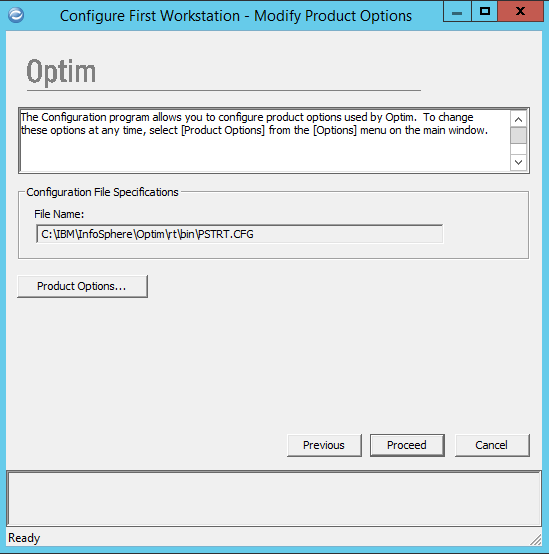 Configure First Workstation - Modify Product Options
Optim
The Configuration program allows you to configure product options used by Optim. To change
these options at any time, select [Product Options] from the [Options] menu on the main window.
Configuration File Specifications
File Name:
C:\IBM\InfoSphere\Optim\rt\bin\PSTRT.CFG
Product Options...
Previous
Proceed
Cancel
Ready